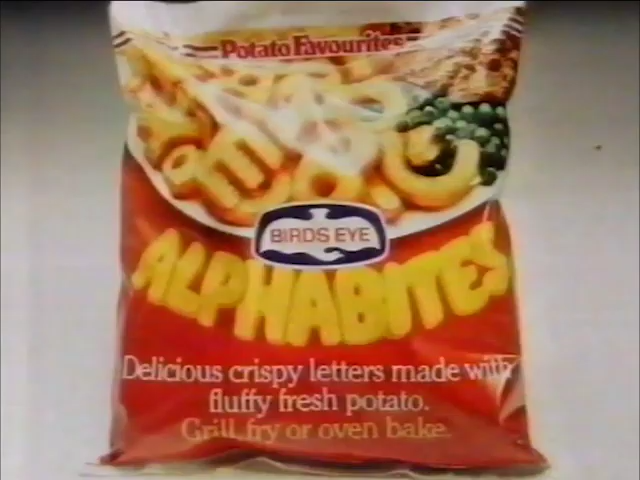 Potato Favourites
BIRDS EYE
ALPHABITES
Delicious crispy letters made with
fluffy fresh potato.
Grill, fry or oven bake.